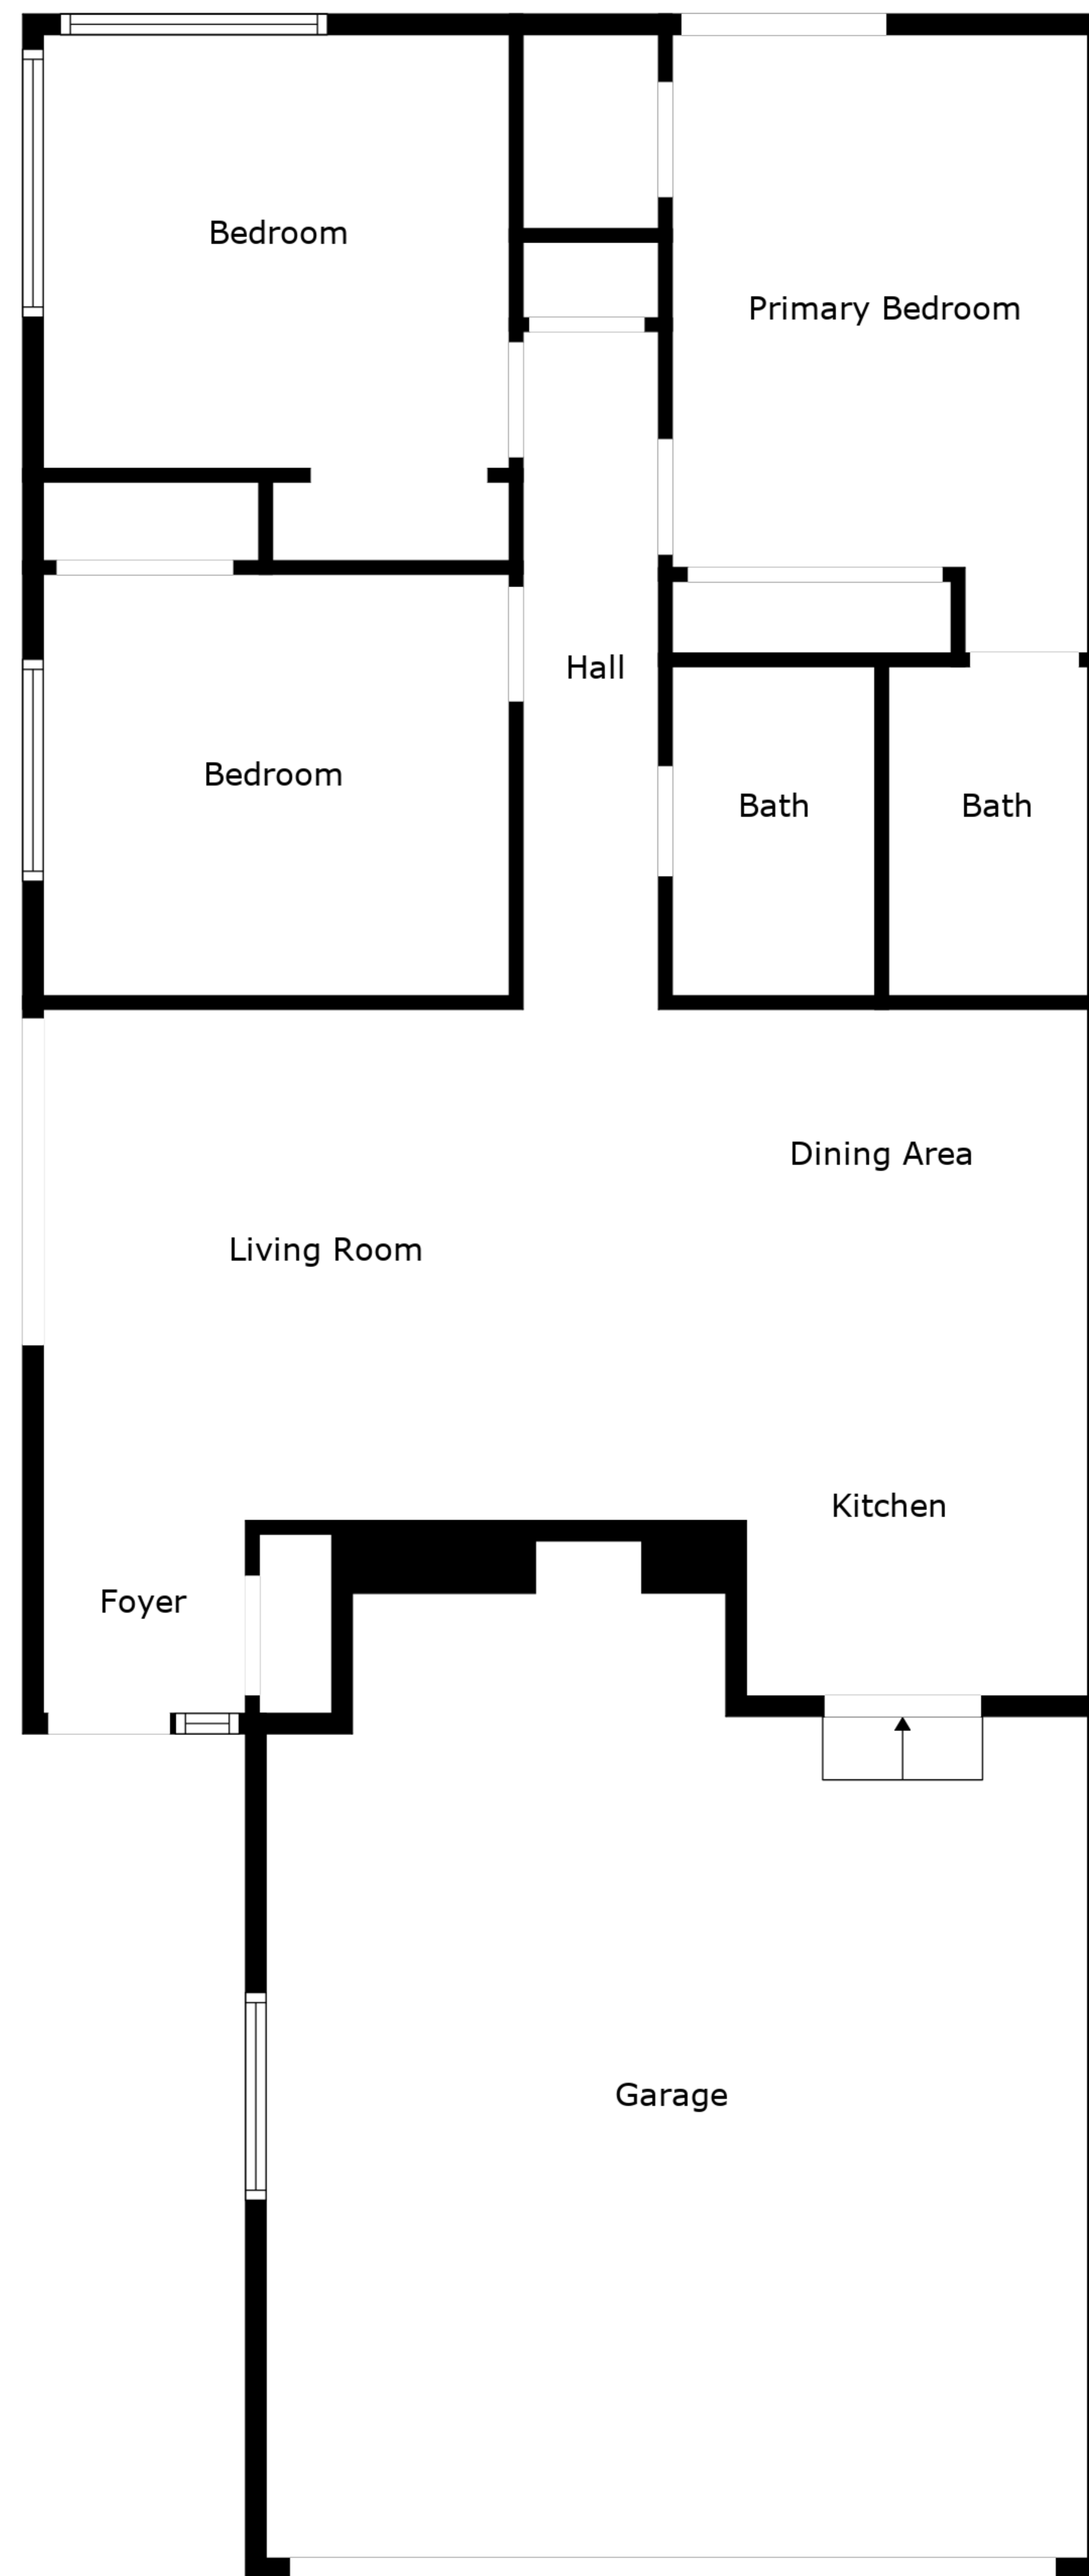 Bedroom
Primary Bedroom
Hall
Bedroom
Bath
Bath
Dining Area
Living Room
Kitchen
Foyer
Garage